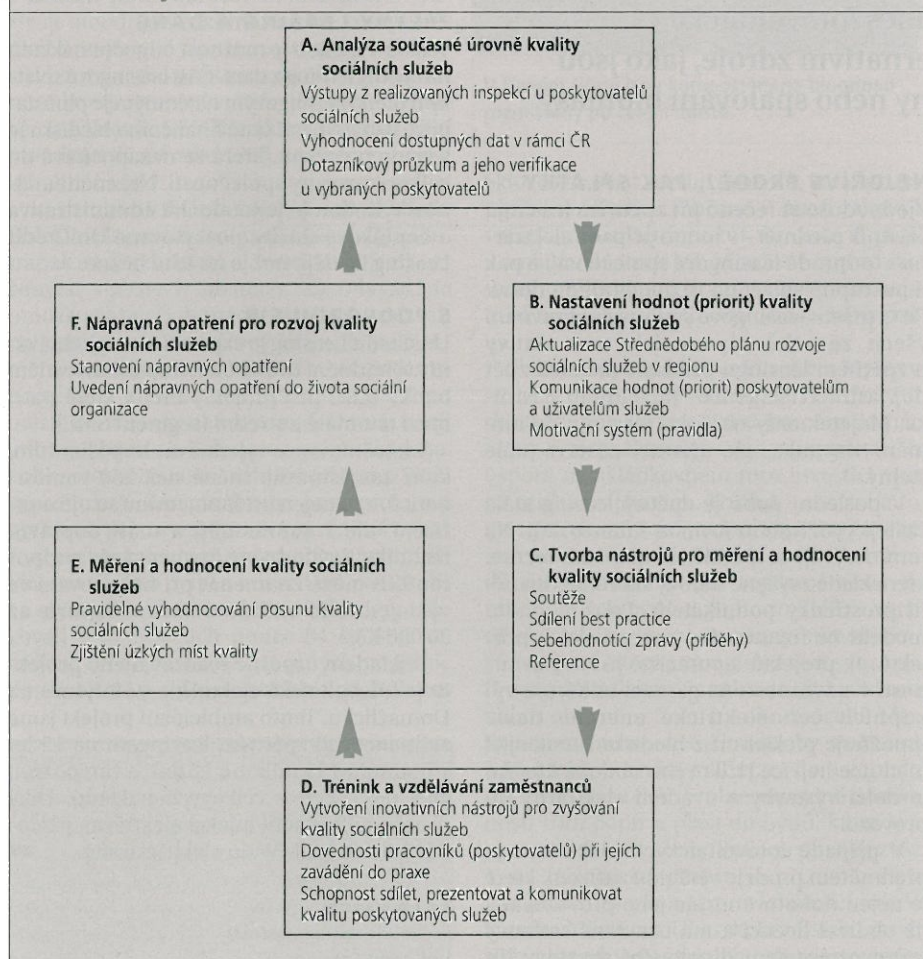 A. Analýza současné úrovně kvality
sociálních služeb
Výstupy z realizovaných inspekcí u poskytovatelů
sociálních služeb
Vyhodnocení dostupných dat v rámci ČR
Dotazníkový průzkum a jeho verifikace
u vybraných poskytovatelů
B. Nastavení hodnot (priorit) kvality
sociálních služeb
Aktualizace Střednědobého plánu rozvoje
sociálních služeb v regionu
Komunikace hodnot (priorit) poskytovatelům
a uživatelům služeb
Motivační systém (pravidla)
C. Tvorba nástrojů pro měření a hodnocení
kvality sociálních služeb
Soutěže
Sdílení best practice
Sebehodnotící zprávy (příběhy)
Reference
D. Trénink a vzdělávání zaměstnanců
Vytvoření inovativních nástrojů pro zvyšování
kvality sociálních služeb
Dovednosti pracovníků (poskytovatelů) při jejich
zavádění do praxe
Schopnost sdílet, prezentovat a komunikovat
kvalitu poskytovaných služeb
E. Měření a hodnocení kvality sociálních
služeb
Pravidelné vyhodnocování posunu kvality
sociálních služeb
Zjištění úzkých míst kvality
F. Nápravná opatření pro rozvoj kvality
sociálních služeb
Stanovení nápravných opatření
Uvedení nápravných opatření do života sociální
organizace